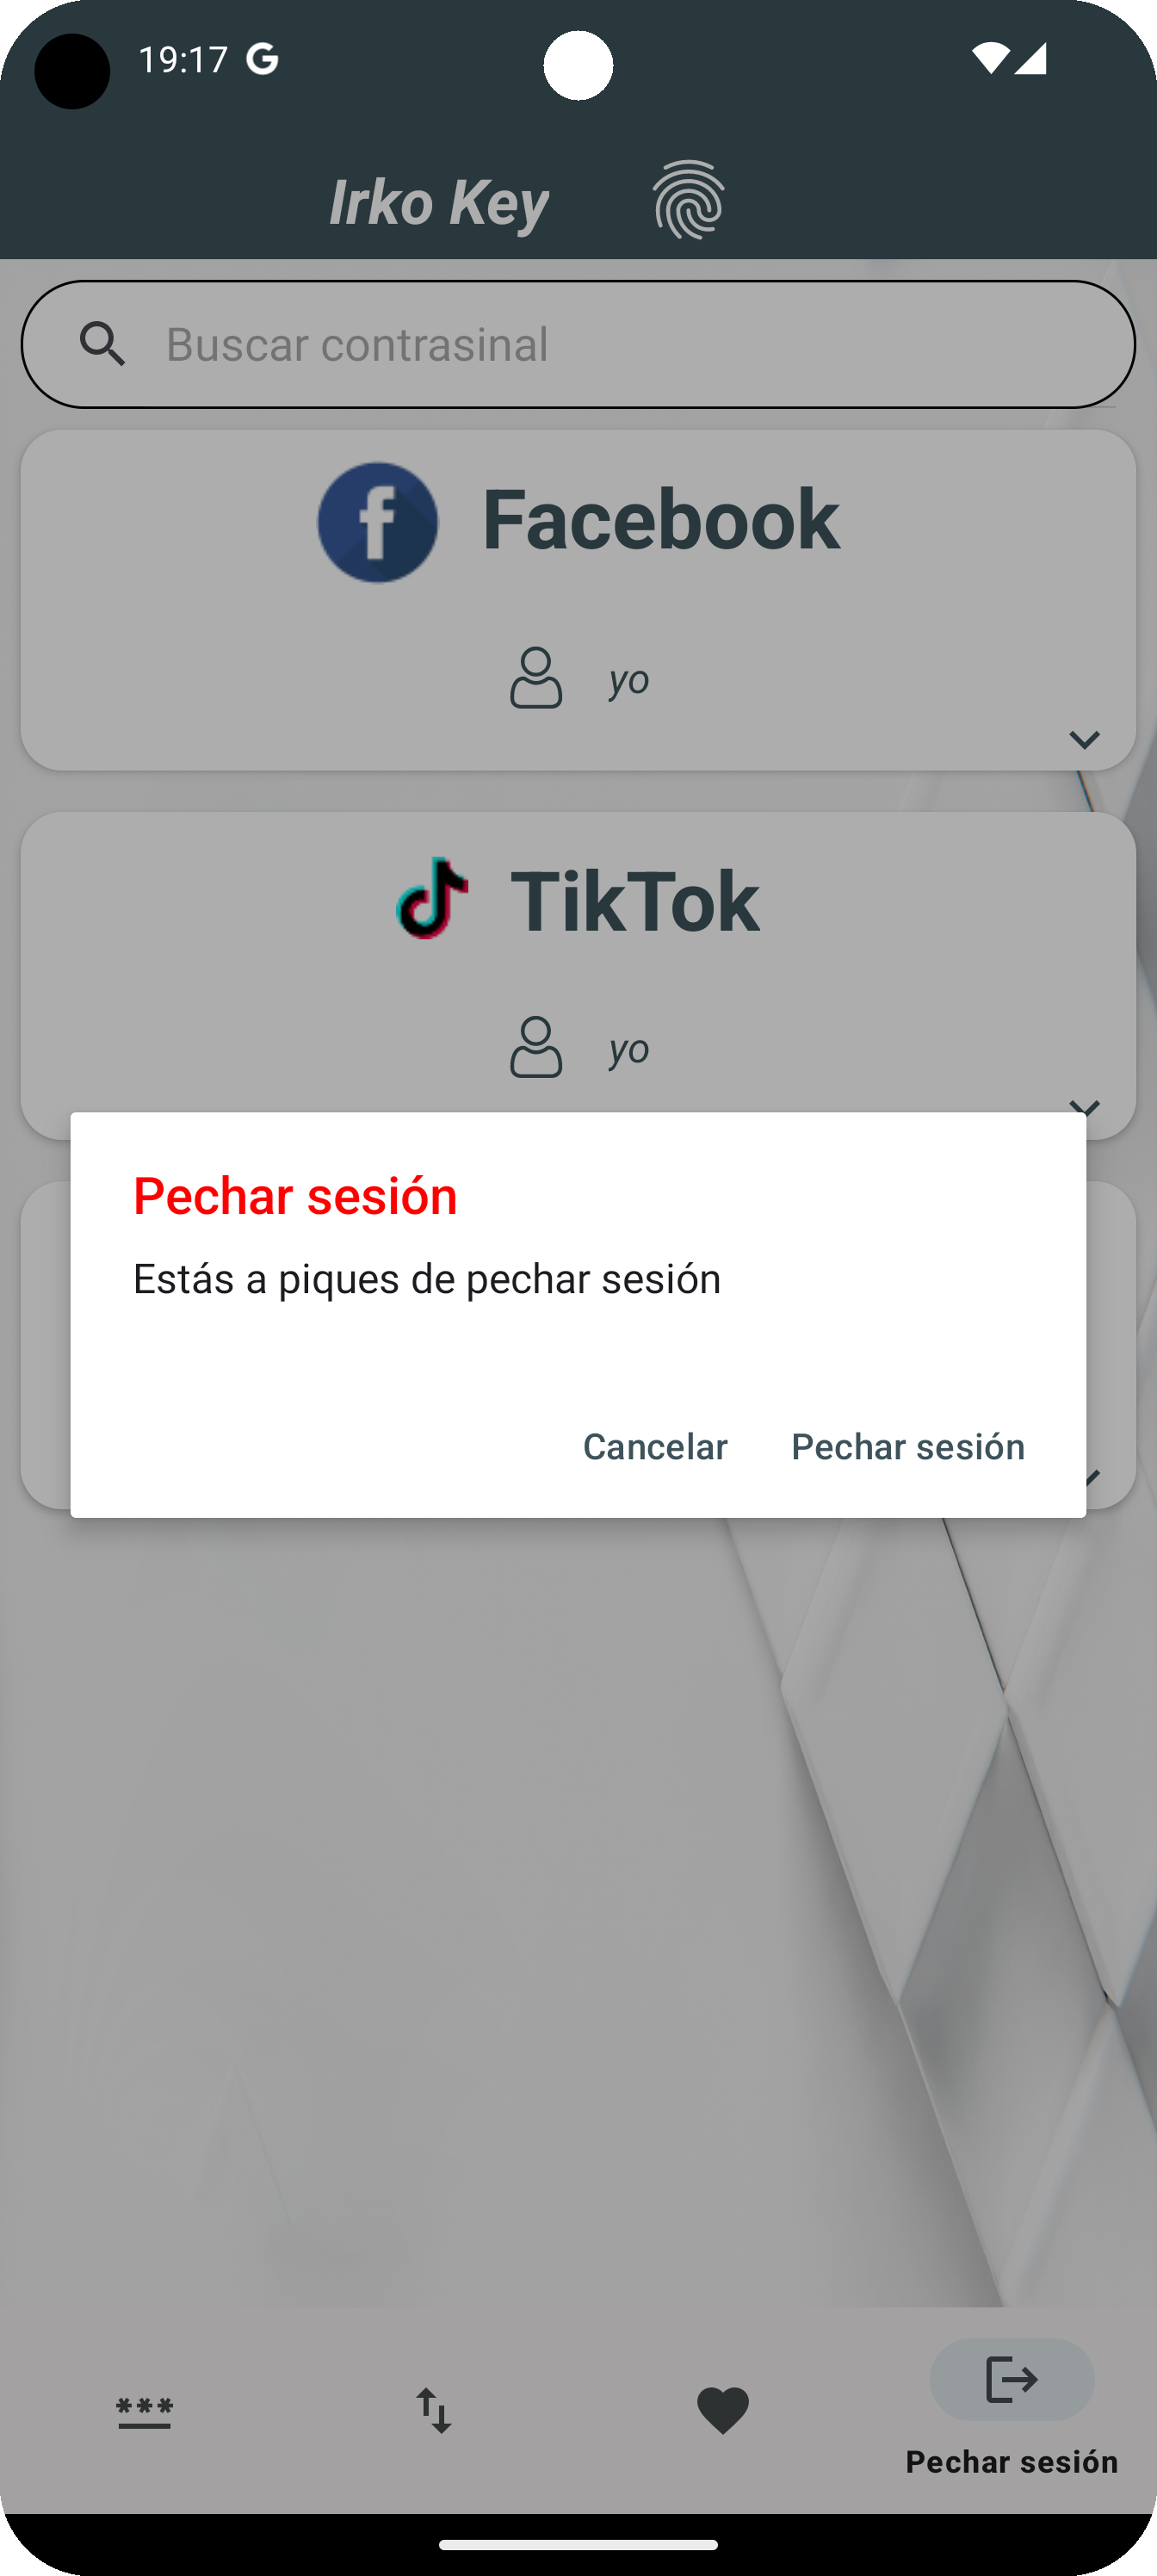 19:17
Irko Key
Buscar contrasinal
Facebook
yo
TikTok
yo
Pechar sesión
Estás a piques de pechar sesión
Cancelar Pechar sesión
***
Pechar sesión